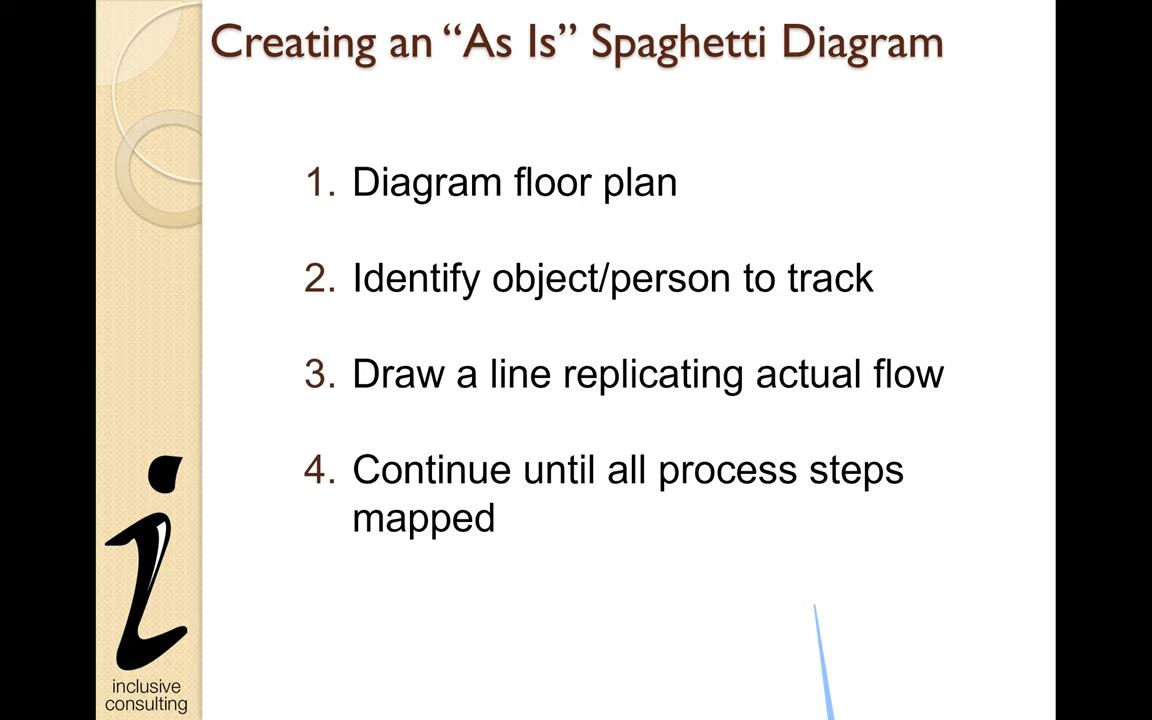 Creating an “As Is” Spaghetti Diagram
1. Diagram floor plan
2. Identify object/person to track
3. Draw a line replicating actual flow
4. Continue until all process steps
mapped
i
inclusive
consulting